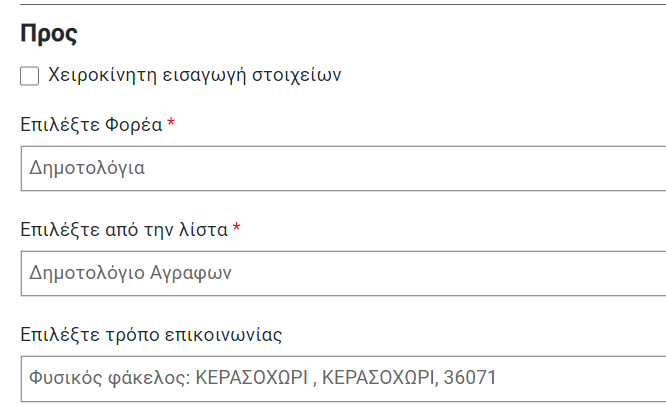 Προς
Χειροκίνητη εισαγωγή στοιχείων
Επιλέξτε Φορέα *
Δημοτολόγια
Επιλέξτε από την λίστα *
Δημοτολόγιο Αγραφων
Επιλέξτε τρόπο επικοινωνίας
Φυσικός φάκελος: ΚΕΡΑΣΟΧΩΡΙ , ΚΕΡΑΣΟΧΩΡΙ, 36071